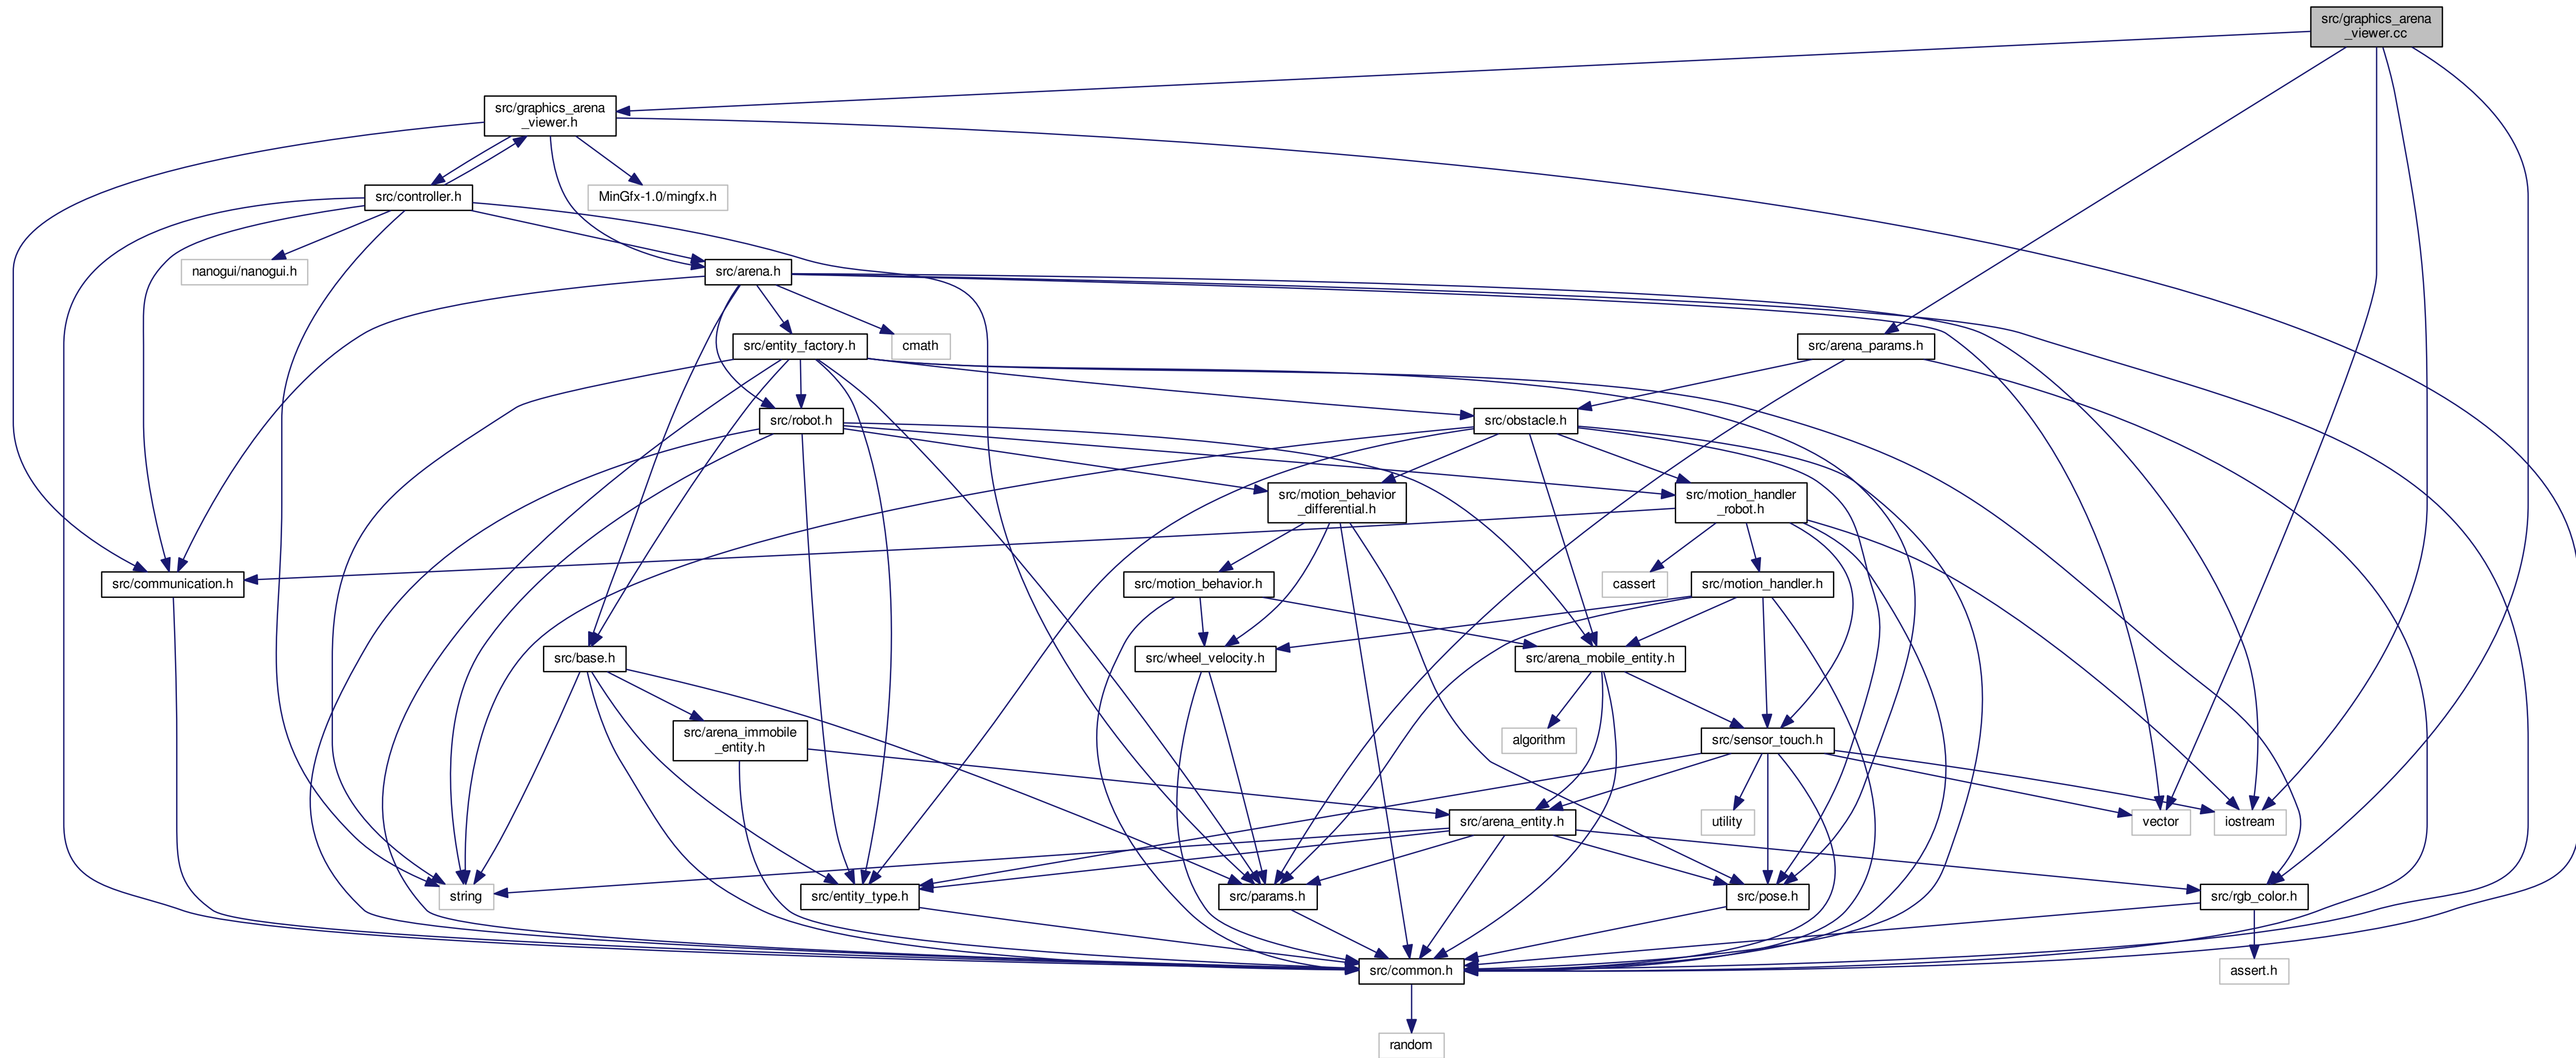 src/graphics_arena
_viewer.cc
src/graphics_arena
_viewer.h
src/controller.h
MinGfx-1.0/mingfx.h
nanogui/nanogui.h
src/arena.h
src/entity_factory.h
cmath
src/arena_params.h
src/robot.h
src/obstacle.h
src/motion_behavior
_differential.h
src/motion_handler
_robot.h
src/communication.h
src/motion_behavior.h
cassert
src/motion_handler.h
src/base.h
src/wheel_velocity.h
src/arena_mobile_entity.h
src/arena_immobile
_entity.h
algorithm
src/sensor_touch.h
src/arena_entity.h
utility
vector
iostream
string
src/entity_type.h
src/params.h
src/pose.h
src/rgb_color.h
src/common.h
assert.h
random